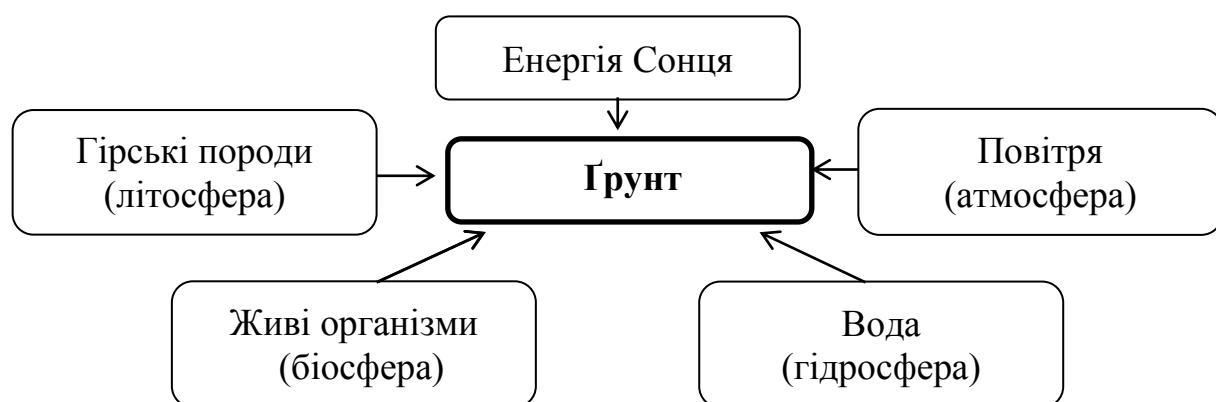 Енергія Сонця
Гірські породи
(літосфера)
Ґрунт
Повітря
(атмосфера)
Живі організми
(біосфера)
Вода
(гідросфера)